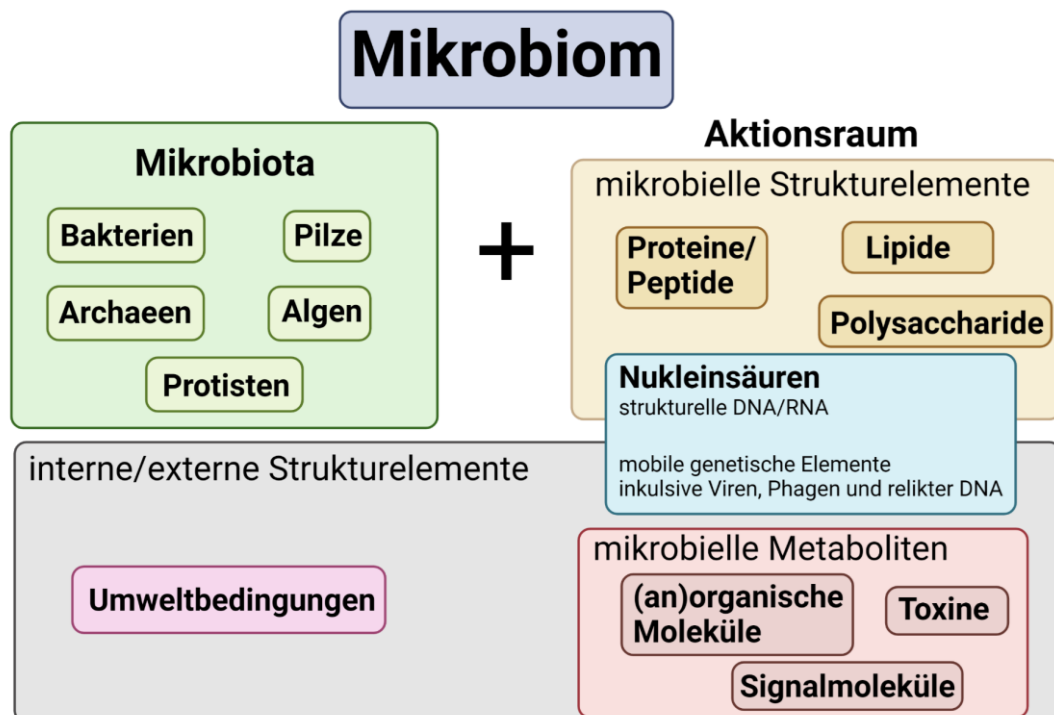 Mikrobiom
Mikrobiota
Bakterien
Pilze
Archaeen
Algen
Protisten
Aktionsraum
mikrobielle Strukturelemente
Proteine/
Peptide
Lipide
Polysaccharide
Nukleinsäuren
strukturelle DNA/RNA
mobile genetische Elemente
inkulsive Viren, Phagen und relikter DNA
interne/externe Strukturelemente
Umweltbedingungen
mikrobielle Metaboliten
(an)organische
Moleküle
Toxine
Signalmoleküle